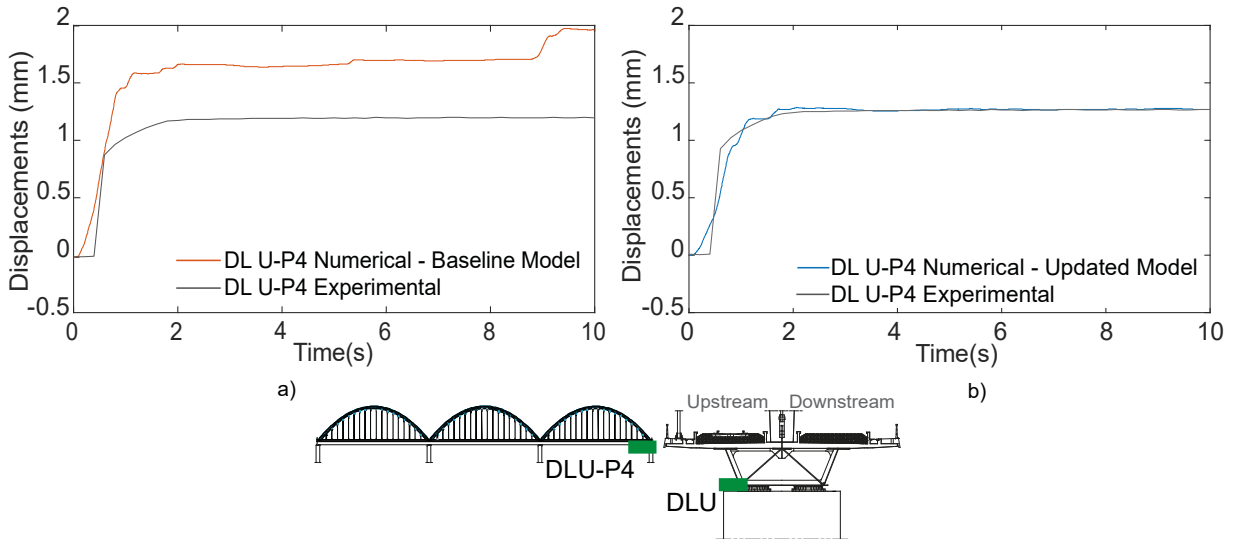 2
1.5
1
0.5
0
-0.5
Displacements (mm)
DL U-P4 Numerical - Baseline Model
DL U-P4 Experimental
0 2 4 6 8 10
Time(s)
a)
2
1.5
1
0.5
0
-0.5
Displacements (mm)
DL U-P4 Numerical - Updated Model
DL U-P4 Experimental
0 2 4 6 8 10
Time(s)
b)
DLU-P4
Upstream Downstream
DLU